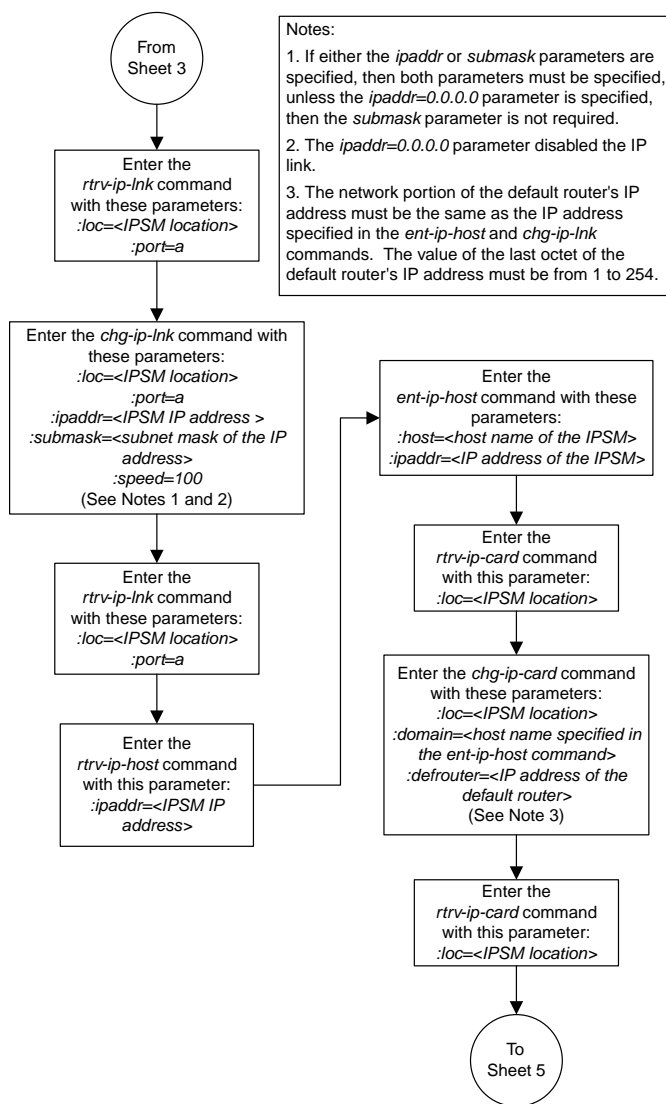 From
Sheet 3
Notes:
1. If either the ipaddr or submask parameters are
specified, then both parameters must be specified,
unless the ipaddr=0.0.0.0 parameter is specified,
then the submask parameter is not required.
2. The ipaddr=0.0.0.0 parameter disabled the IP
link.
3. The network portion of the default router's IP
address must be the same as the IP address
specified in the ent-ip-host and chg-ip-lnk
commands. The value of the last octet of the
default router's IP address must be from 1 to 254.
Enter the
rtrv-ip-lnk command
with these parameters:
:loc=<IPSM location>
:port=a
Enter the chg-ip-lnk command with
these parameters:
:loc=<IPSM location>
:port=a
:ipaddr=<IPSM IP address >
:submask=<subnet mask of the IP
address>
:speed=100
(See Notes 1 and 2)
Enter the
rtrv-ip-lnk command
with these parameters:
:loc=<IPSM location>
:port=a
Enter the
rtrv-ip-host command
with this parameter:
:ipaddr=<IPSM IP
address>
Enter the
ent-ip-host command with these
parameters:
:host=<host name of the IPSM>
:ipaddr=<IP address of the IPSM>
Enter the
rtrv-ip-card command
with this parameter:
:loc=<IPSM location>
Enter the chg-ip-card command
with these parameters:
:loc=<IPSM location>
:domain=<host name specified in
the ent-ip-host command>
:defrouter=<IP address of the
default router>
(See Note 3)
Enter the
rtrv-ip-card command
with this parameter:
:loc=<IPSM location>
To
Sheet 5